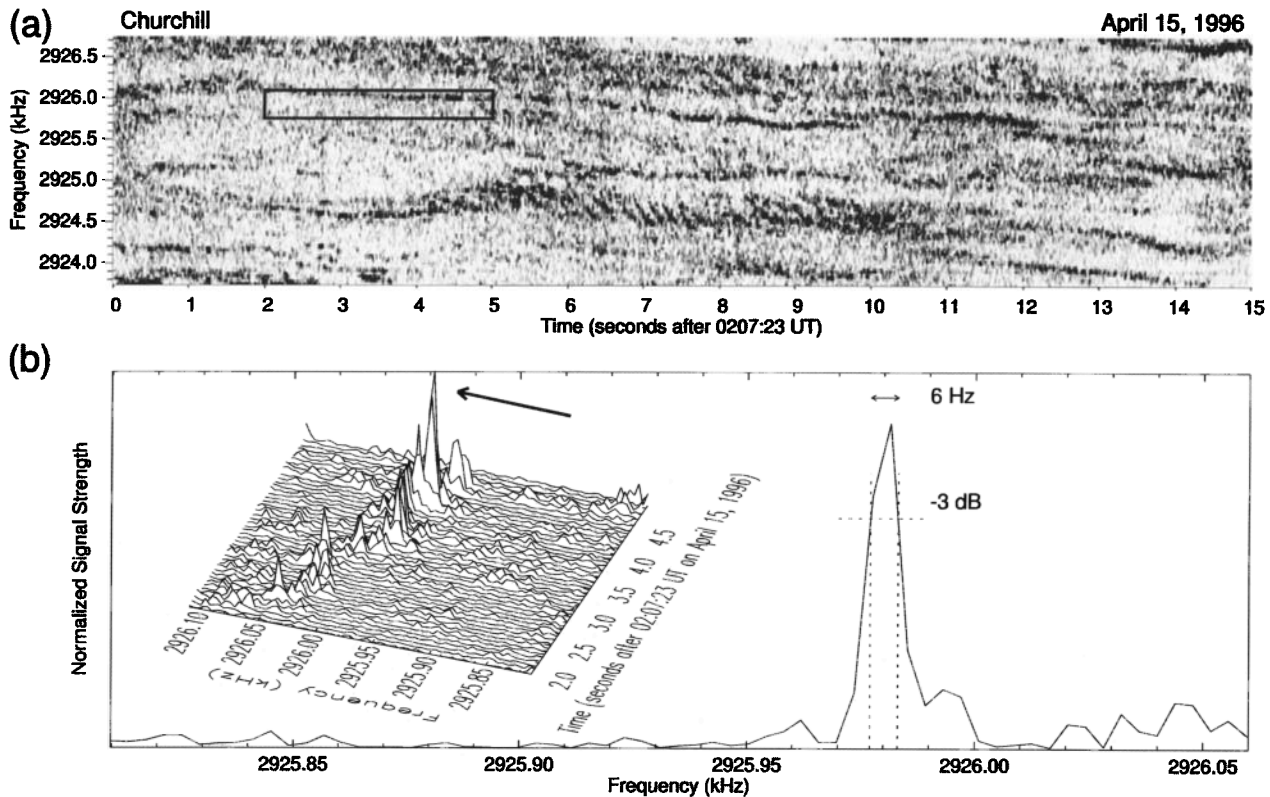 (a)
Churchill
April 15, 1996
2926.5
2926.0
2925.5
2925.0
2924.5
2924.0
Frequency (kHz)
0 1 2 3 4 5 6 7 8 9 10 11 12 13 14 15
Time (seconds after 0207:23 UT)
(b)
Normalized Signal Strength
6 Hz
-3 dB
2926.10
2926.05
2926.00
2925.95
2925.90
2925.85
Frequency (kHz)
2.0 2.5 3.0 3.5 4.0 4.5
Time (seconds after 02:07:23 UT on April 15, 1996)
2925.85 2925.90 2925.95 2926.00 2926.05
Frequency (kHz)